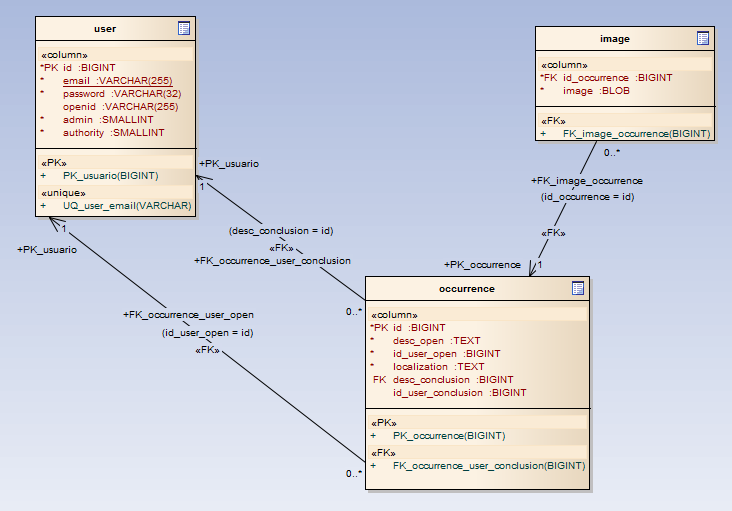 user
«column»
*PK id :BIGINT
* email :VARCHAR(255)
* password :VARCHAR(32)
openid :VARCHAR(255)
* admin :SMALLINT
* authority :SMALLINT
«PK»
+ PK_usuario(BIGINT)
«unique»
+ UQ_user_email(VARCHAR)
image
«column»
*FK id_occurrence :BIGINT
* image :BLOB
«FK»
+ FK_image_occurrence(BIGINT)
0..*
+FK_image_occurrence
(id_occurrence = id)
«FK»
+PK_occurrence
1
+PK_usuario
1
(desc_conclusion = id)
«FK»
+FK_occurrence_user_conclusion
0..*
1
+PK_usuario
+FK_occurrence_user_open
(id_user_open = id)
«FK»
0..*
occurrence
«column»
*PK id :BIGINT
* desc_open :TEXT
* id_user_open :BIGINT
* localization :TEXT
FK desc_conclusion :BIGINT
id_user_conclusion :BIGINT
«PK»
+ PK_occurrence(BIGINT)
«FK»
+ FK_occurrence_user_conclusion(BIGINT)